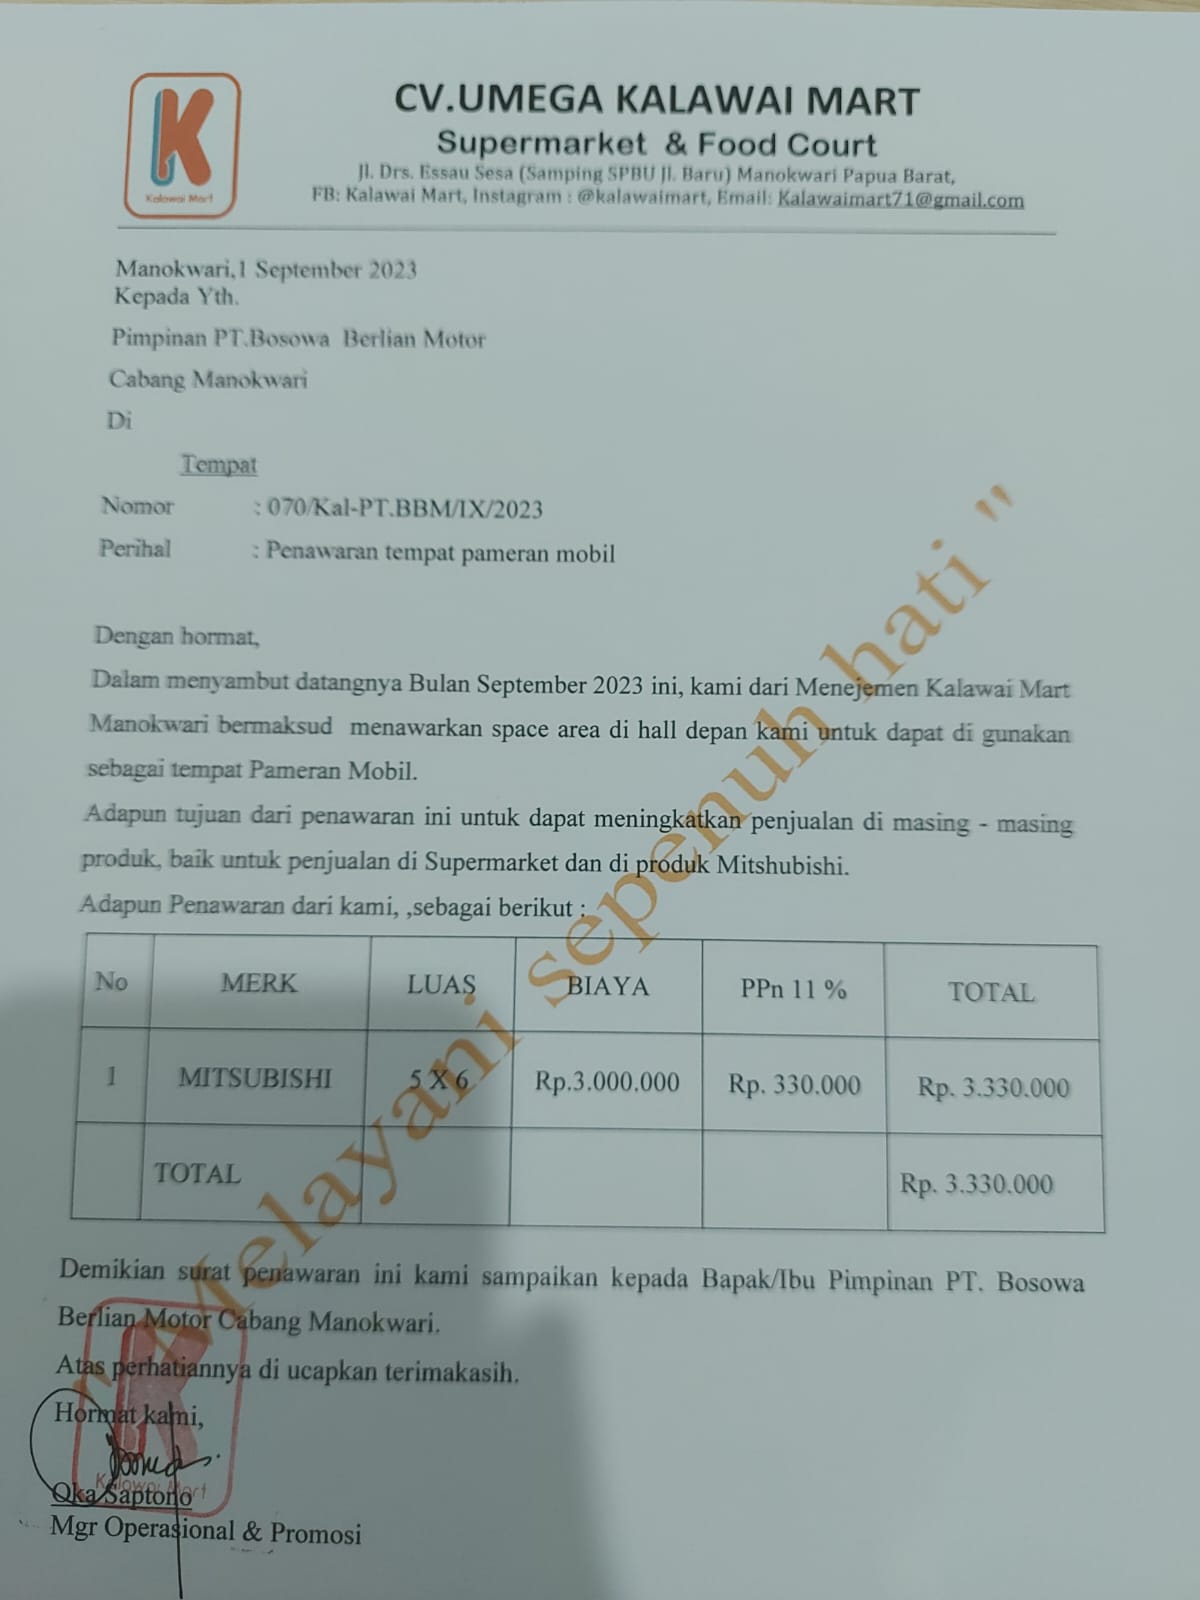 CV.UMEGA KALAWAI MART
Supermarket & Food Court
Jl. Drs. Essau Sesa (Samping SPBU Jl. Baru) Manokwari Papua Barat,
FB: Kalawai Mart, Instagram : @kalawaimart, Email: Kalawaimart71@gmail.com
Kalawai Mart
Manokwari,1 September 2023
Kepada Yth.
Pimpinan PT.Bosowa Berlian Motor
Cabang Manokwari
Di
Tempat
Nomor : 070/Kal-PT.BBM/IX/2023
Perihal : Penawaran tempat pameran mobil
Dengan hormat,
Dalam menyambut datangnya Bulan September 2023 ini, kami dari Menejemen Kalawai Mart
Manokwari bermaksud menawarkan space area di hall depan kami untuk dapat di gunakan
sebagai tempat Pameran Mobil.
Adapun tujuan dari penawaran ini untuk dapat meningkatkan penjualan di masing - masing
produk, baik untuk penjualan di Supermarket dan di produk Mitshubishi.
Adapun Penawaran dari kami, ,sebagai berikut :
No MERK LUAS BIAYA PPn 11 % TOTAL
1 MITSUBISHI 5 X 6 Rp.3.000.000 Rp. 330.000 Rp. 3.330.000
TOTAL Rp. 3.330.000
" Melayani sepenuh hati "
Demikian surat penawaran ini kami sampaikan kepada Bapak/Ibu Pimpinan PT. Bosowa
Berlian Motor Cabang Manokwari.
Atas perhatiannya di ucapkan terimakasih.
Hormat kami,
Kalawai Mart
Oka Saptono
Mgr Operasional & Promosi